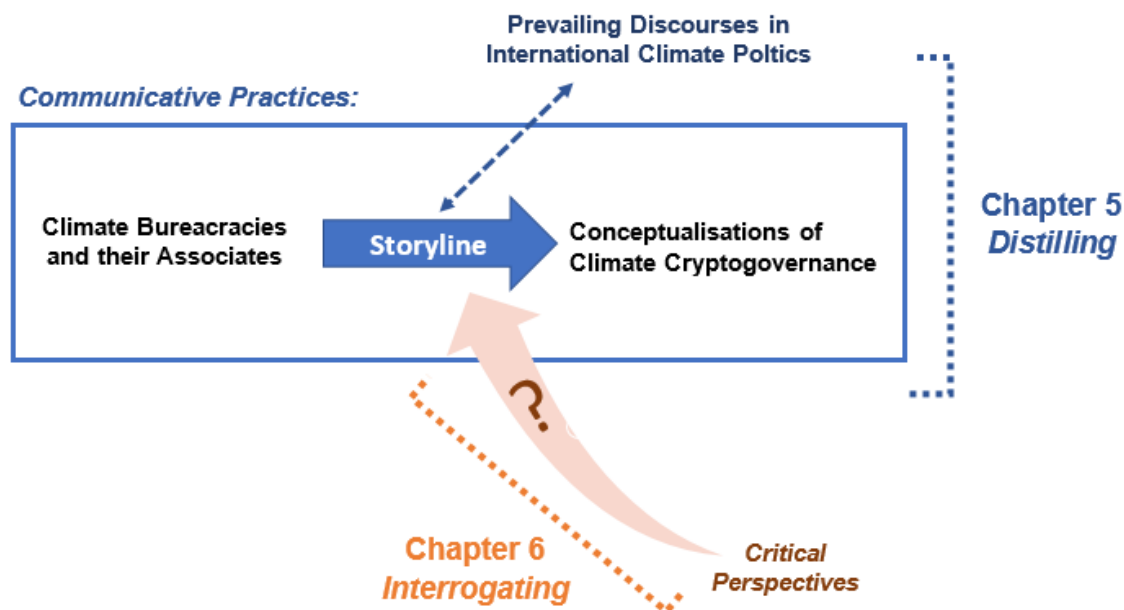 Prevailing Discourses in
International Climate Poltics
Communicative Practices:
Climate Bureacracies
and their Associates
Storyline
Conceptualisations of
Climate Cryptogovernance
Chapter 5
Distilling
?
Chapter 6
Interrogating
Critical
Perspectives